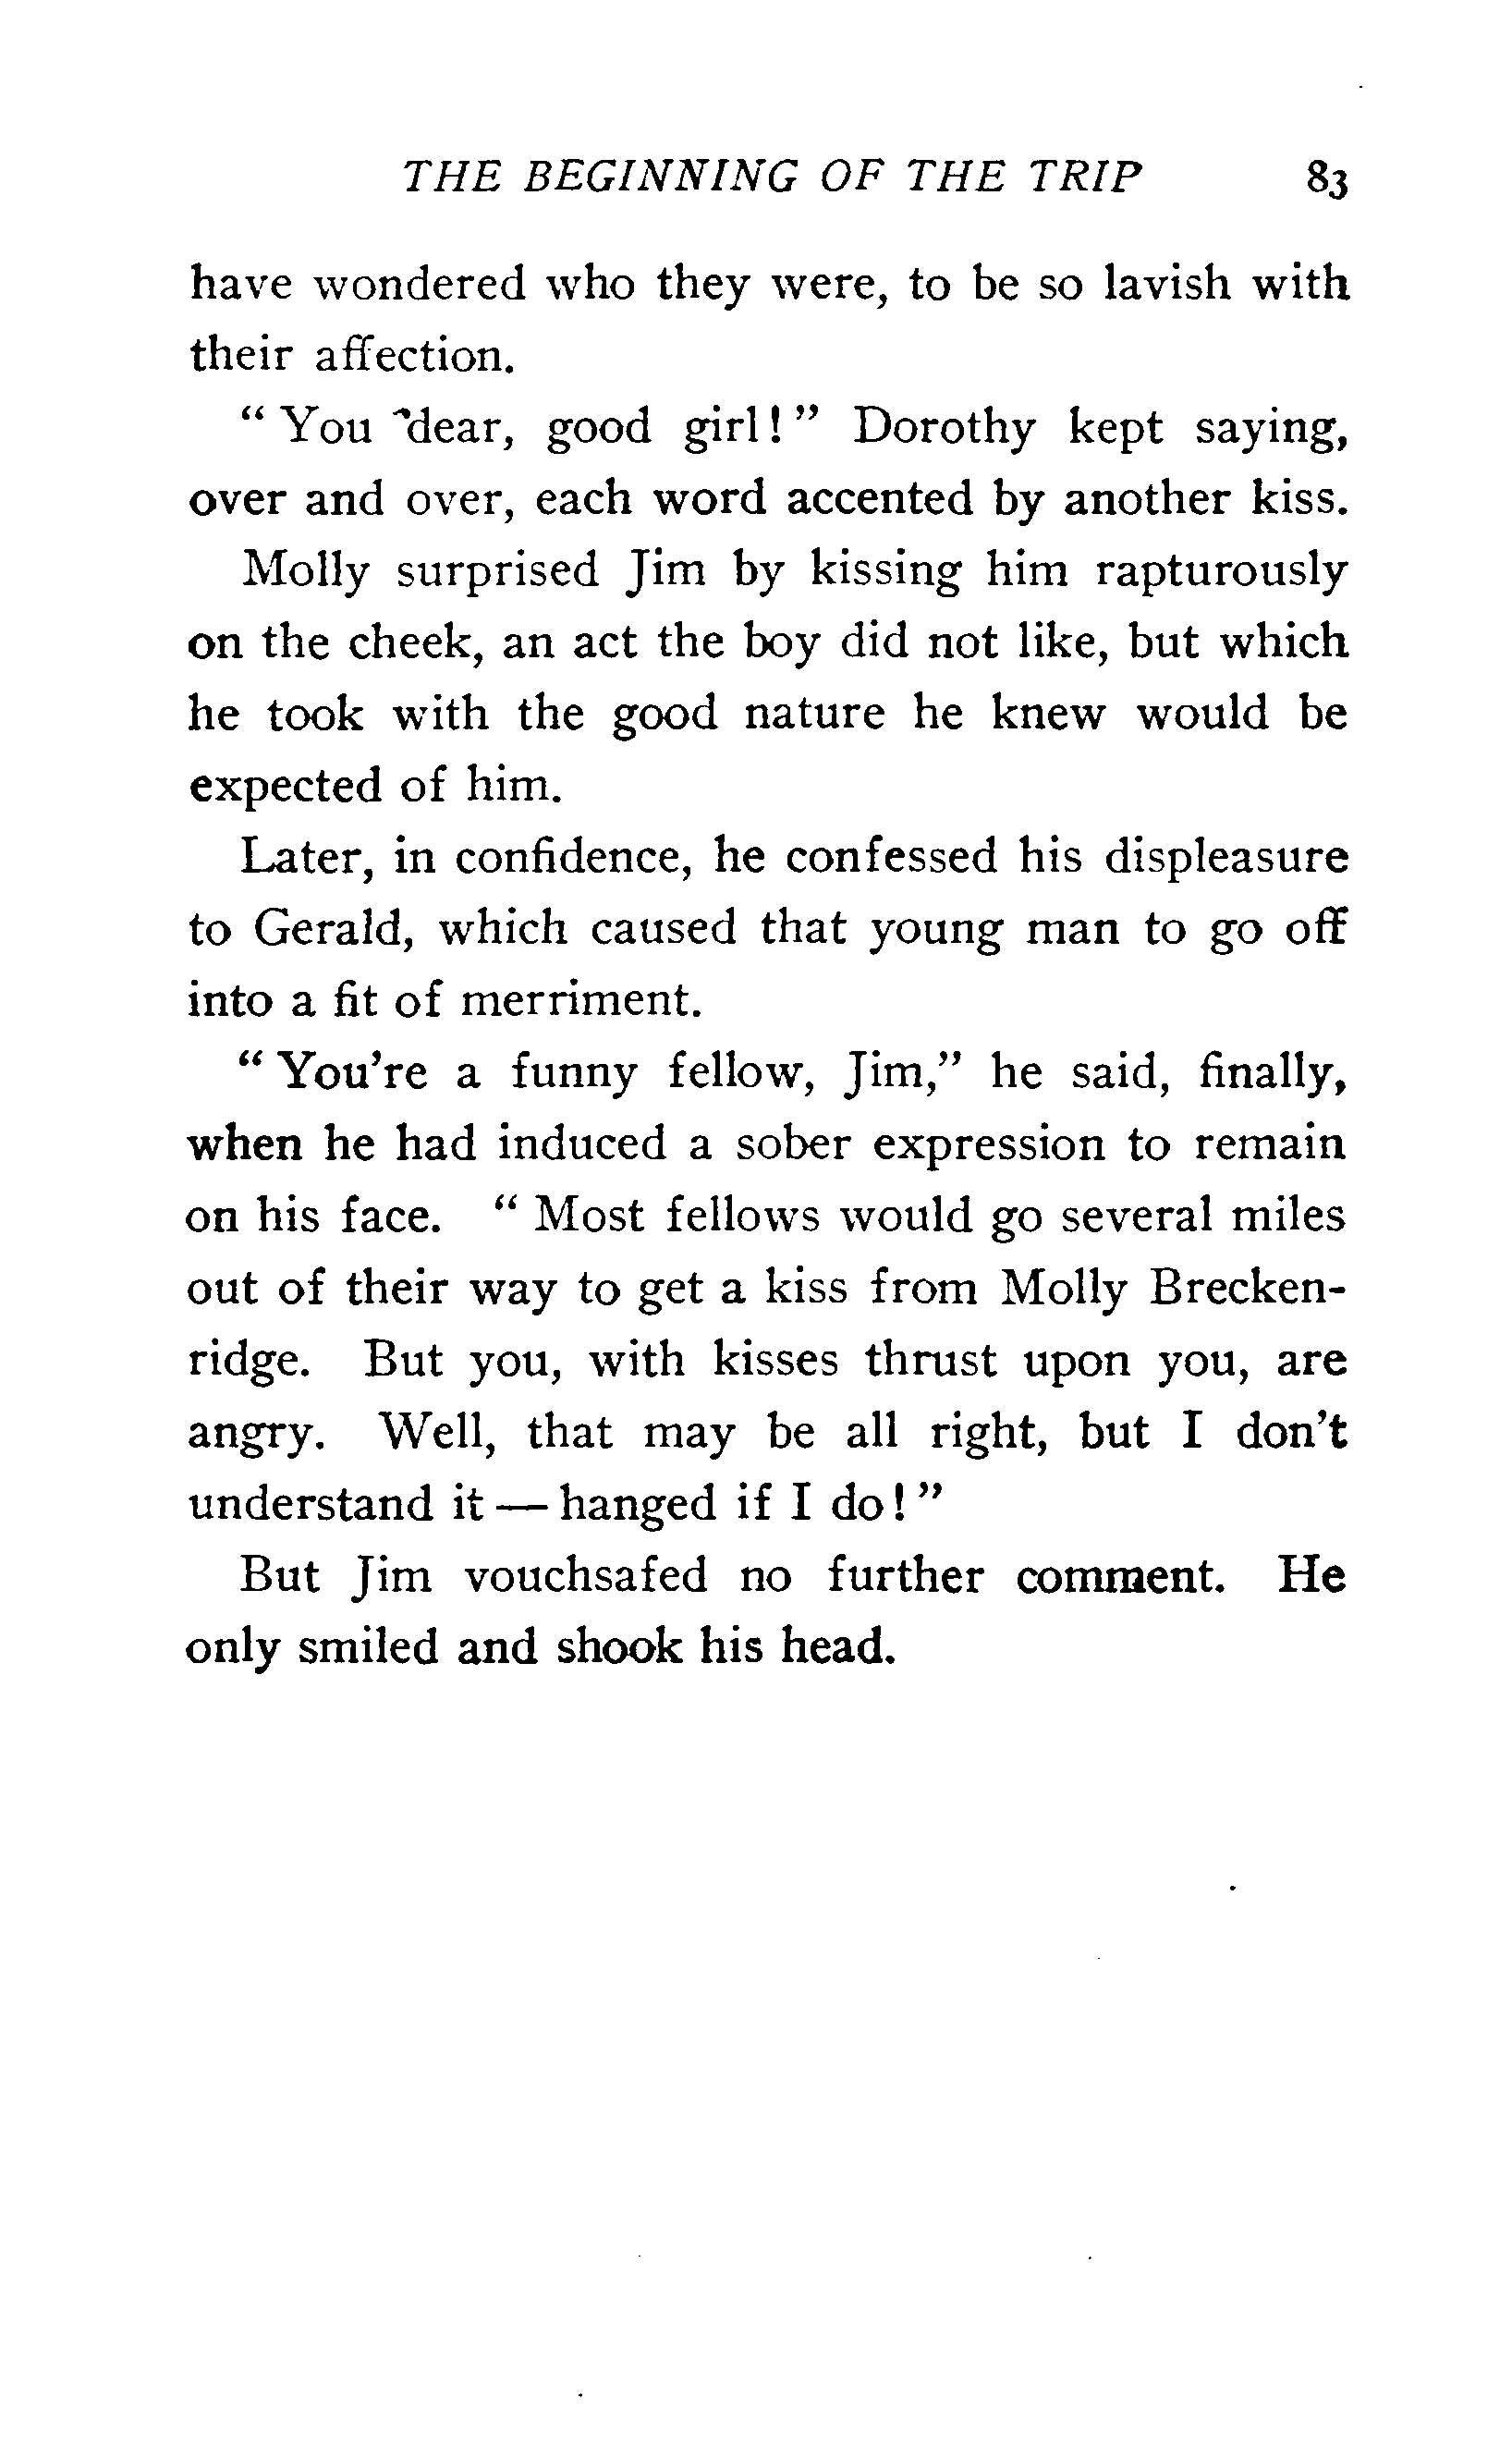 THE BEGINNING OF THE TRIP 83
have wondered who they were, to be so lavish with
their affection.
" You dear, good girl! " Dorothy kept saying,
over and over, each word accented by another kiss.
Molly surprised Jim by kissing him rapturously
on the cheek, an act the boy did not like, but which
he took with the good nature he knew would be
expected of him.
Later, in confidence, he confessed his displeasure
to Gerald, which caused that young man to go off
into a fit of merriment.
" You're a funny fellow, Jim," he said, finally,
when he had induced a sober expression to remain
on his face. " Most fellows would go several miles
out of their way to get a kiss from Molly Brecken-
ridge. But you, with kisses thrust upon you, are
angry. Well, that may be all right, but I don't
understand it — hanged if I do! "
But Jim vouchsafed no further comment. He
only smiled and shook his head.